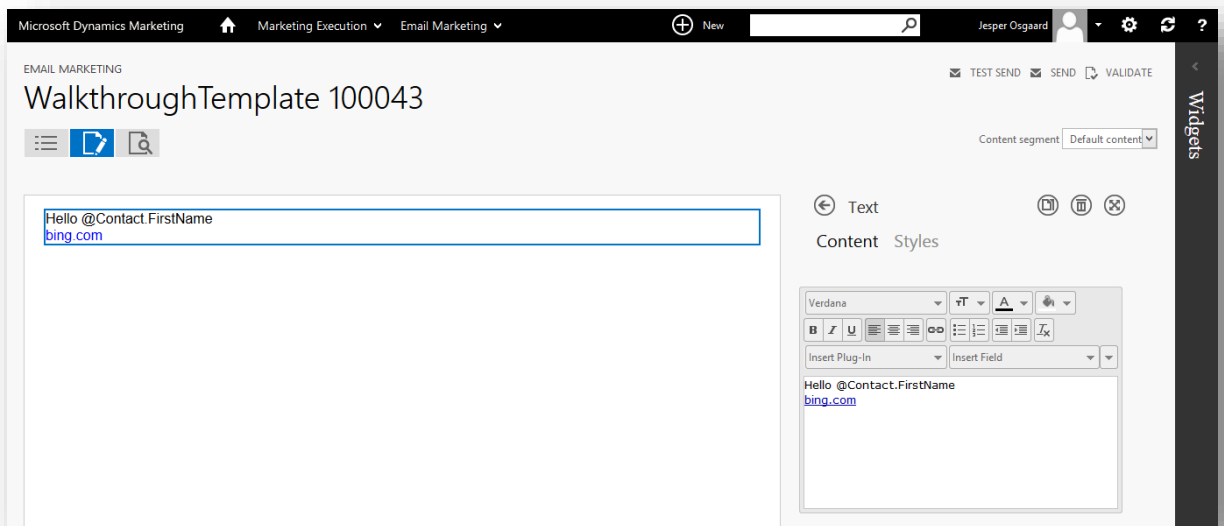 Microsoft Dynamics Marketing Marketing Execution Email Marketing New Jesper Osgaard ?
EMAIL MARKETING
TEST SEND SEND VALIDATE
WalkthroughTemplate 100043
Widgets
Content segment Default content
Hello @Contact.FirstName
bing.com
Text
Content Styles
Verdana TT A
B I U Tx
Insert Plug-In Insert Field
Hello @Contact.FirstName
bing.com